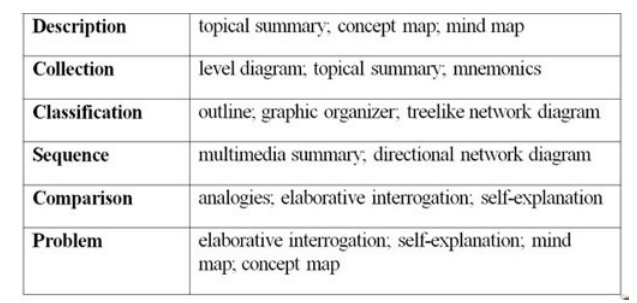 Description topical summary; concept map; mind map
Collection level diagram; topical summary; mnemonics
Classification outline; graphic organizer; treelike network diagram
Sequence multimedia summary; directional network diagram
Comparison analogies; elaborative interrogation; self-explanation
Problem elaborative interrogation; self-explanation; mind
map; concept map